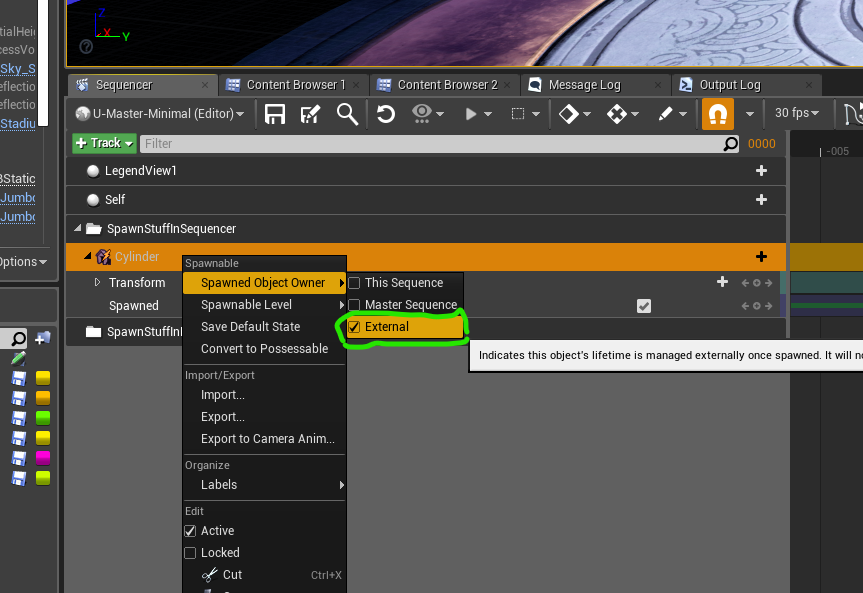 Z
X Y
?
tialHei
cessVo
Sky_S
eflectio
eflectio
Stadiu
BStatic
Jumbo
Jumbo
Options
Sequencer
Content Browser 1
Content Browser 2
Message Log
Output Log
U-Master-Minimal (Editor)
30 fps
+ Track
Filter
0000
-005
LegendView1
Self
SpawnStuffInSequencer
Cylinder
Transform
Spawned
SpawnStuffInI
Spawnable
Spawned Object Owner
Spawnable Level
Save Default State
Convert to Possessable
Import/Export
Import...
Export...
Export to Camera Anim...
Organize
Labels
Edit
Active
Locked
Cut Ctrl+X
This Sequence
Master Sequence
External
Indicates this object's lifetime is managed externally once spawned. It will no